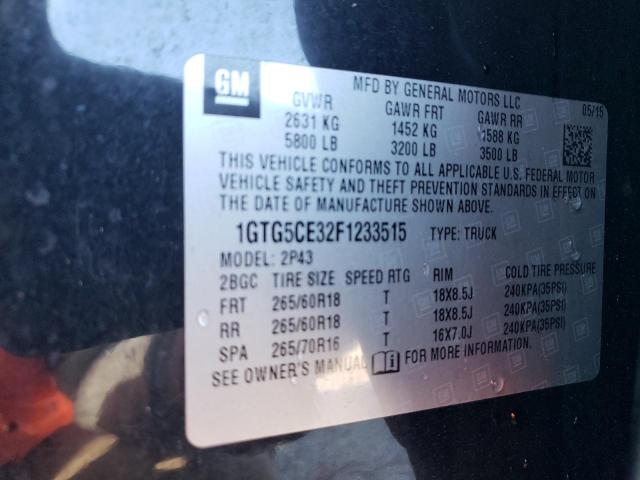 GM
MFD BY GENERAL MOTORS LLC
GVWR GAWR FRT GAWR RR 05/15
2631 KG 1452 KG 1588 KG
5800 LB 3200 LB 3500 LB
THIS VEHICLE CONFORMS TO ALL APPLICABLE U.S. FEDERAL MOTOR
VEHICLE SAFETY AND THEFT PREVENTION STANDARDS IN EFFECT ON
THE DATE OF MANUFACTURE SHOWN ABOVE.
1GTG5CE32F1233515 TYPE: TRUCK
MODEL: 2P43
2BGC TIRE SIZE SPEED RTG RIM COLD TIRE PRESSURE
FRT 265/60R18 T 18X8.5J 240KPA(35PSI)
RR 265/60R18 T 18X8.5J 240KPA(35PSI)
SPA 265/70R16 T 16X7.0J 240KPA(35PSI)
SEE OWNER'S MANUAL FOR MORE INFORMATION.